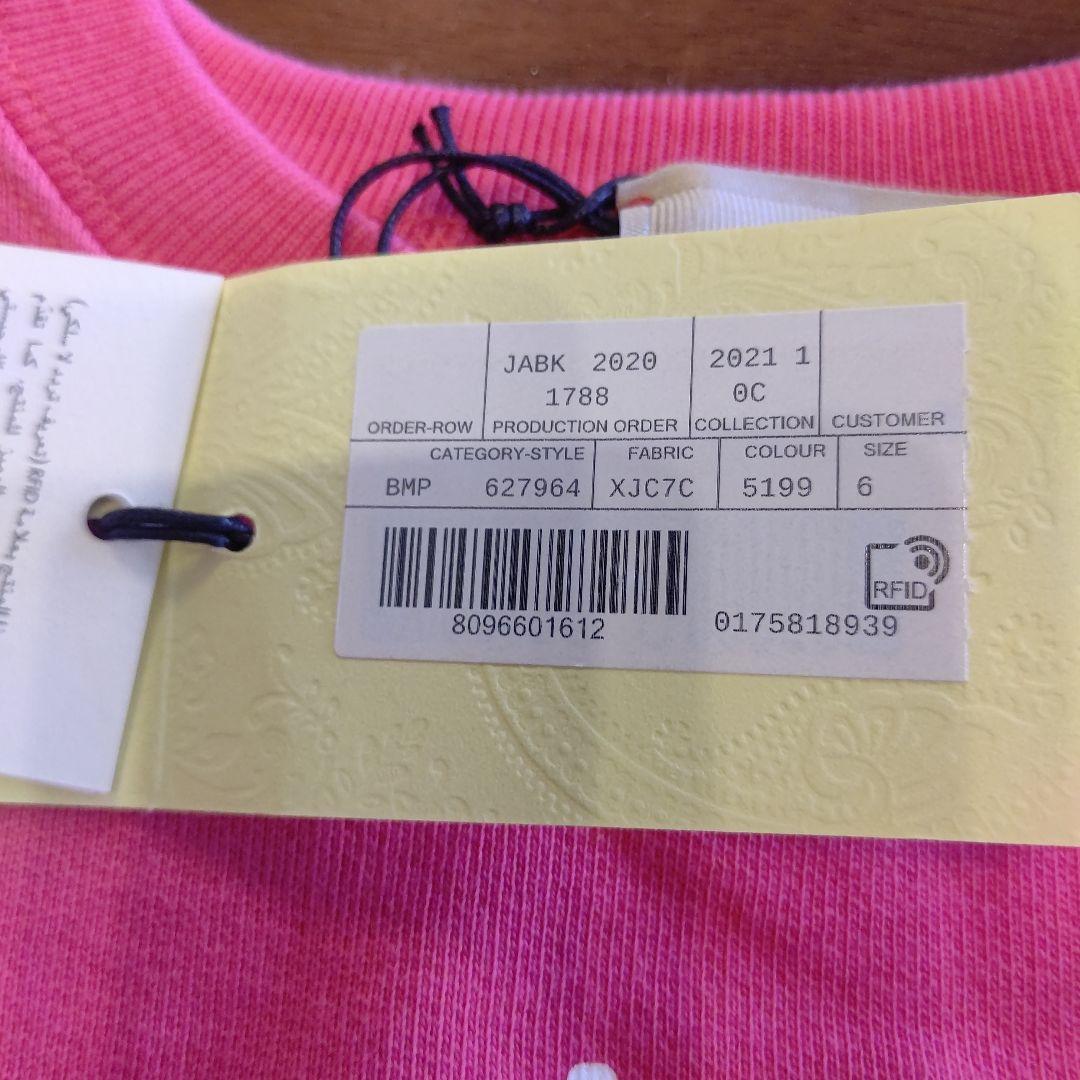 JABK 2020 2021 1
1788 0C
ORDER-ROW PRODUCTION ORDER COLLECTION CUSTOMER
CATEGORY-STYLE FABRIC COLOUR SIZE
BMP 627964 XJC7C 5199 6
RFID
8096601612 0175818939